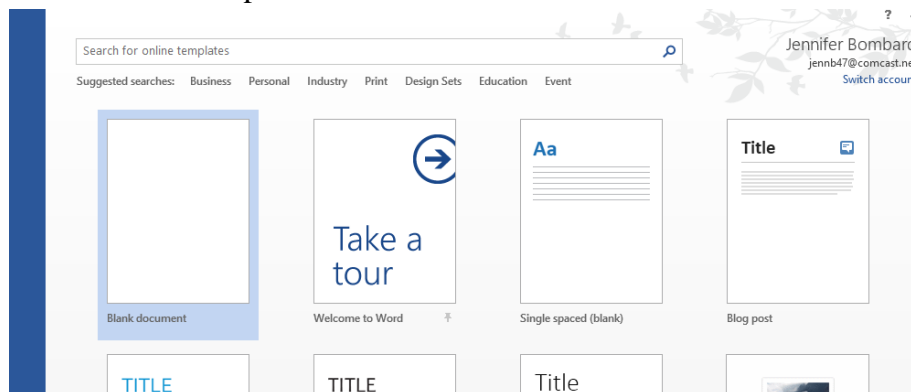 ?
Search for online templates
Jennifer Bombard
jennb47@comcast.ne
Suggested searches: Business Personal Industry Print Design Sets Education Event
Switch accoun
Aa
Title
Take a
tour
Blank document
Welcome to Word
Single spaced (blank)
Blog post
TITLE
TITLE
Title